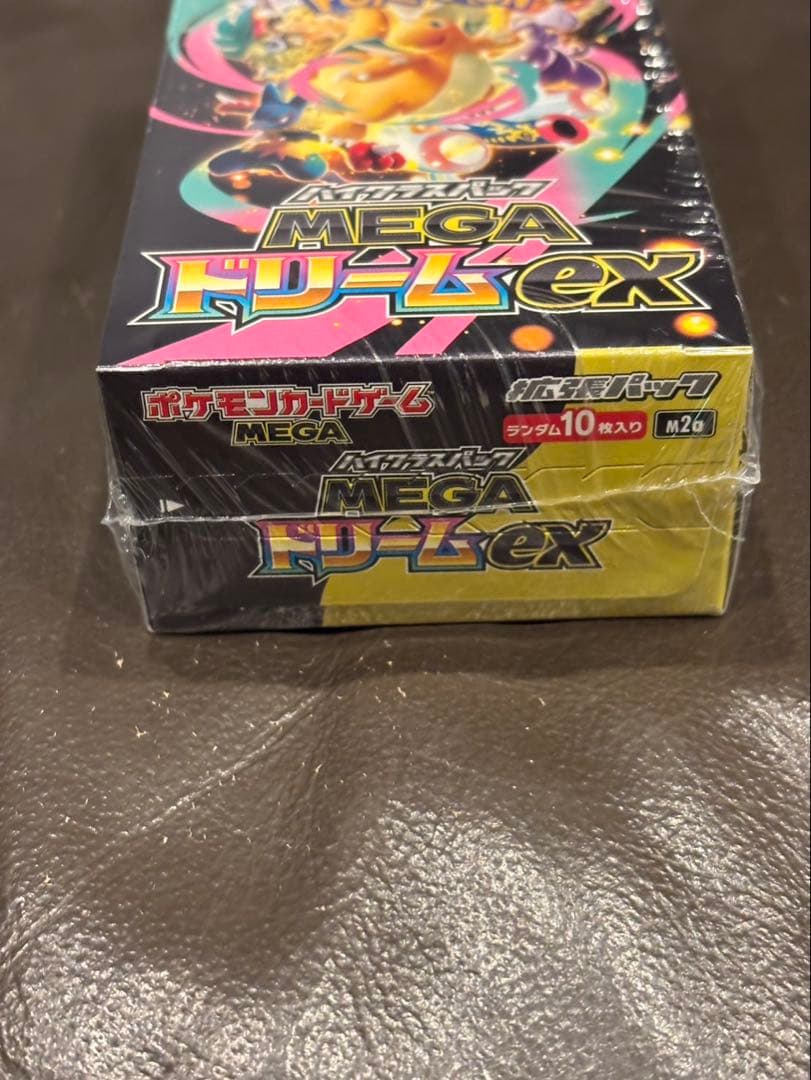 ハイクラスパック
MEGA
ドリームex
ポケモンカードゲーム
MEGA
拡張パック
ランダム10枚入り
M2a
ハイクラスパック
MEGA
ドリームex